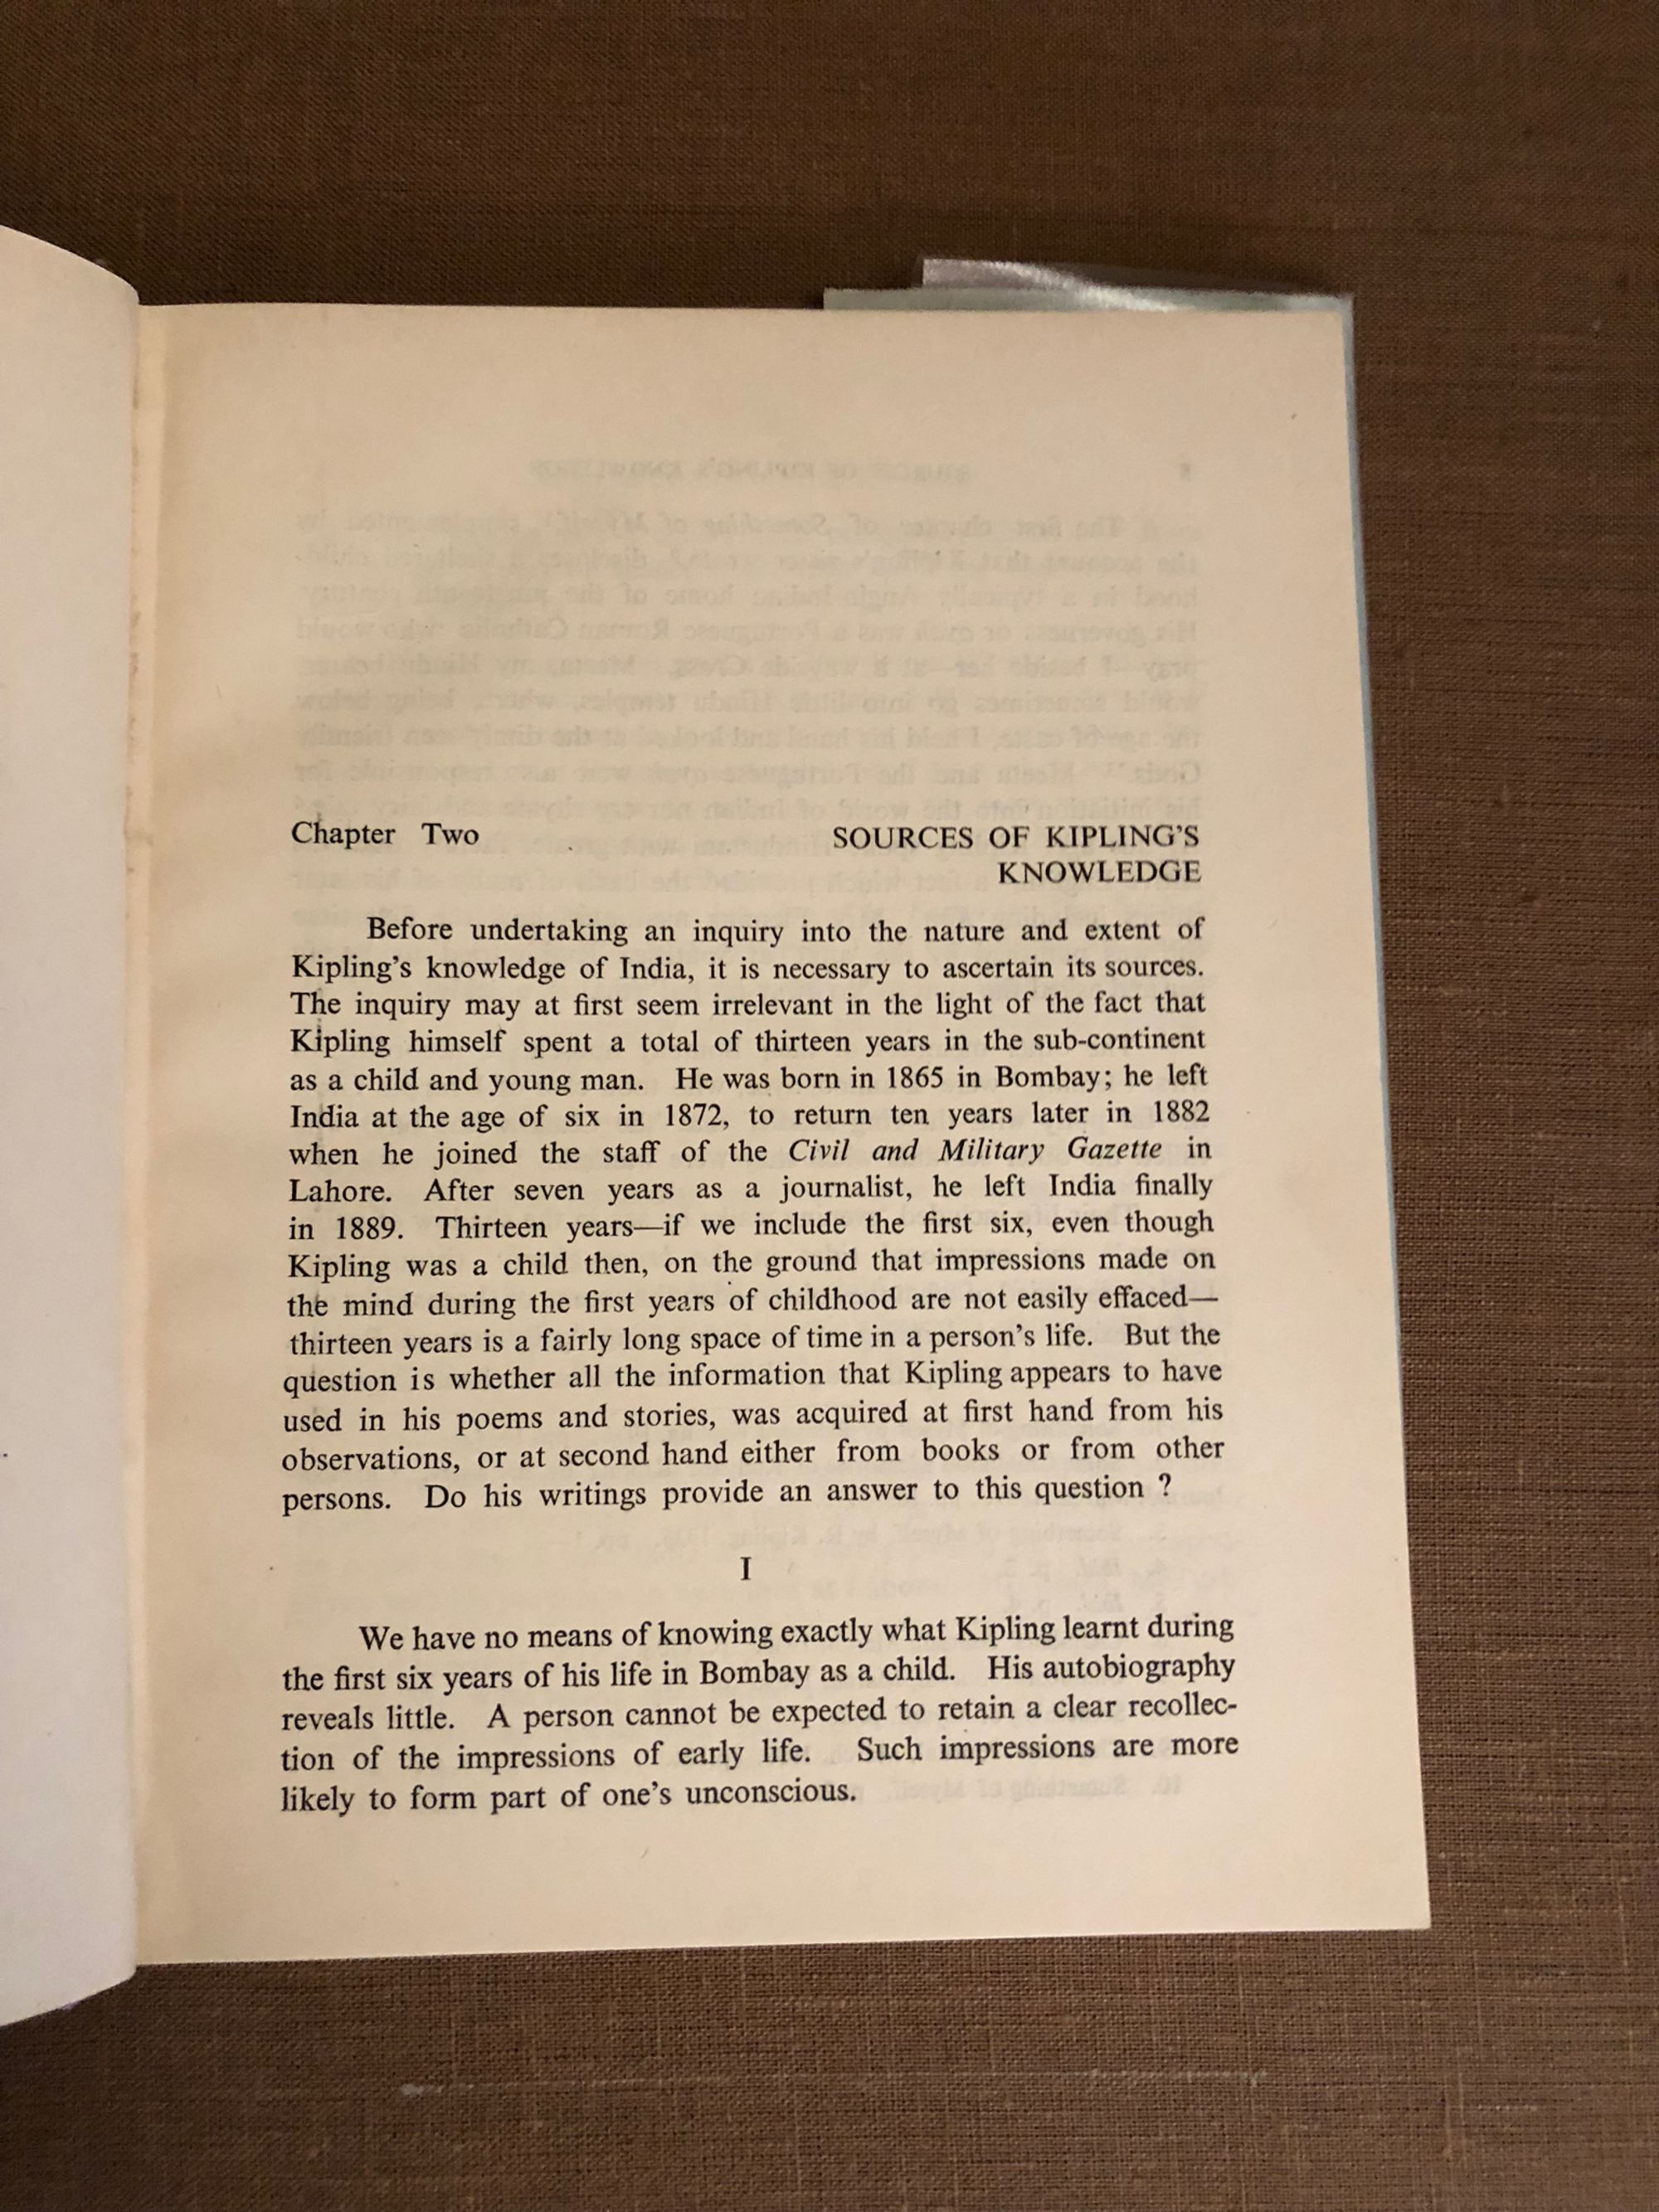 Chapter Two SOURCES OF KIPLING'S
KNOWLEDGE
Before undertaking an inquiry into the nature and extent of
Kipling's knowledge of India, it is necessary to ascertain its sources.
The inquiry may at first seem irrelevant in the light of the fact that
Kipling himself spent a total of thirteen years in the sub-continent
as a child and young man. He was born in 1865 in Bombay; he left
India at the age of six in 1872, to return ten years later in 1882
when he joined the staff of the Civil and Military Gazette in
Lahore. After seven years as a journalist, he left India finally
in 1889. Thirteen years—if we include the first six, even though
Kipling was a child then, on the ground that impressions made on
the mind during the first years of childhood are not easily effaced—
thirteen years is a fairly long space of time in a person's life. But the
question is whether all the information that Kipling appears to have
used in his poems and stories, was acquired at first hand from his
observations, or at second hand either from books or from other
persons. Do his writings provide an answer to this question ?
I
We have no means of knowing exactly what Kipling learnt during
the first six years of his life in Bombay as a child. His autobiography
reveals little. A person cannot be expected to retain a clear recollec-
tion of the impressions of early life. Such impressions are more
likely to form part of one's unconscious.